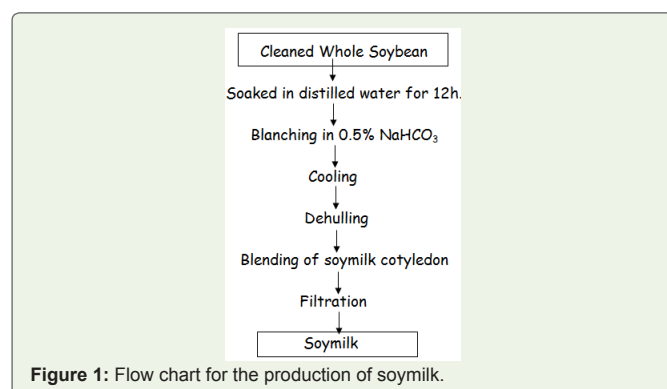 Cleaned Whole Soybean
Soaked in distilled water for 12h.
Blanching in 0.5% NaHCO₃
Cooling
Dehulling
Blending of soymilk cotyledon
Filtration
Soymilk
Figure 1: Flow chart for the production of soymilk.